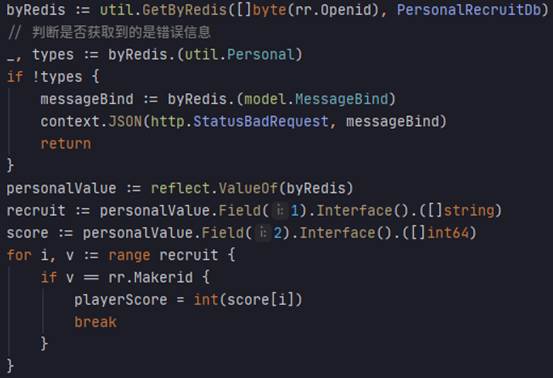 byRedis := util.GetByRedis([]byte(rr.Openid), PersonalRecruitDb)
// 判断是否获取到的是错误信息
_, types := byRedis.(util.Personal)
if !types {
messageBind := byRedis.(model.MessageBind)
context.JSON(http.StatusBadRequest, messageBind)
return
}
personalValue := reflect.ValueOf(byRedis)
recruit := personalValue.Field( i: 1).Interface().([]string)
score := personalValue.Field( i: 2).Interface().([]int64)
for i, v := range recruit {
if v == rr.Makerid {
playerScore = int(score[i])
break
}
}